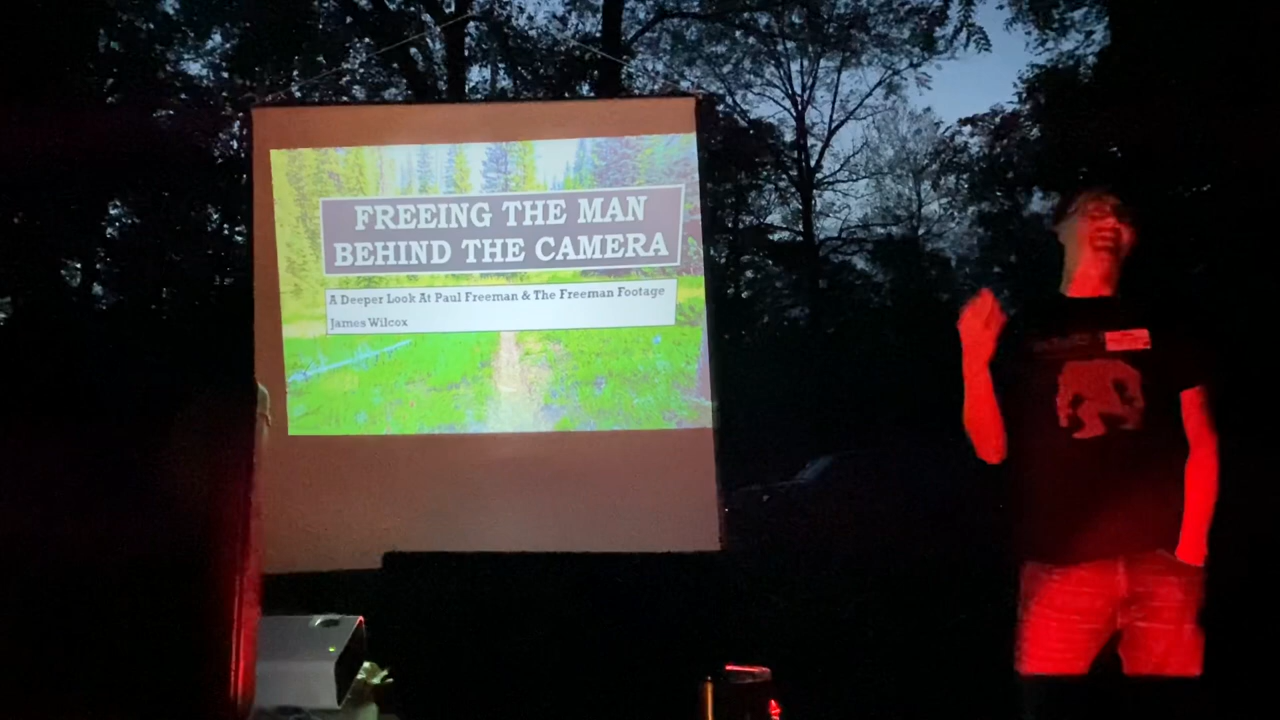 FREEING THE MAN
BEHIND THE CAMERA
A Deeper Look At Paul Freeman & The Freeman Footage
James Wilcox